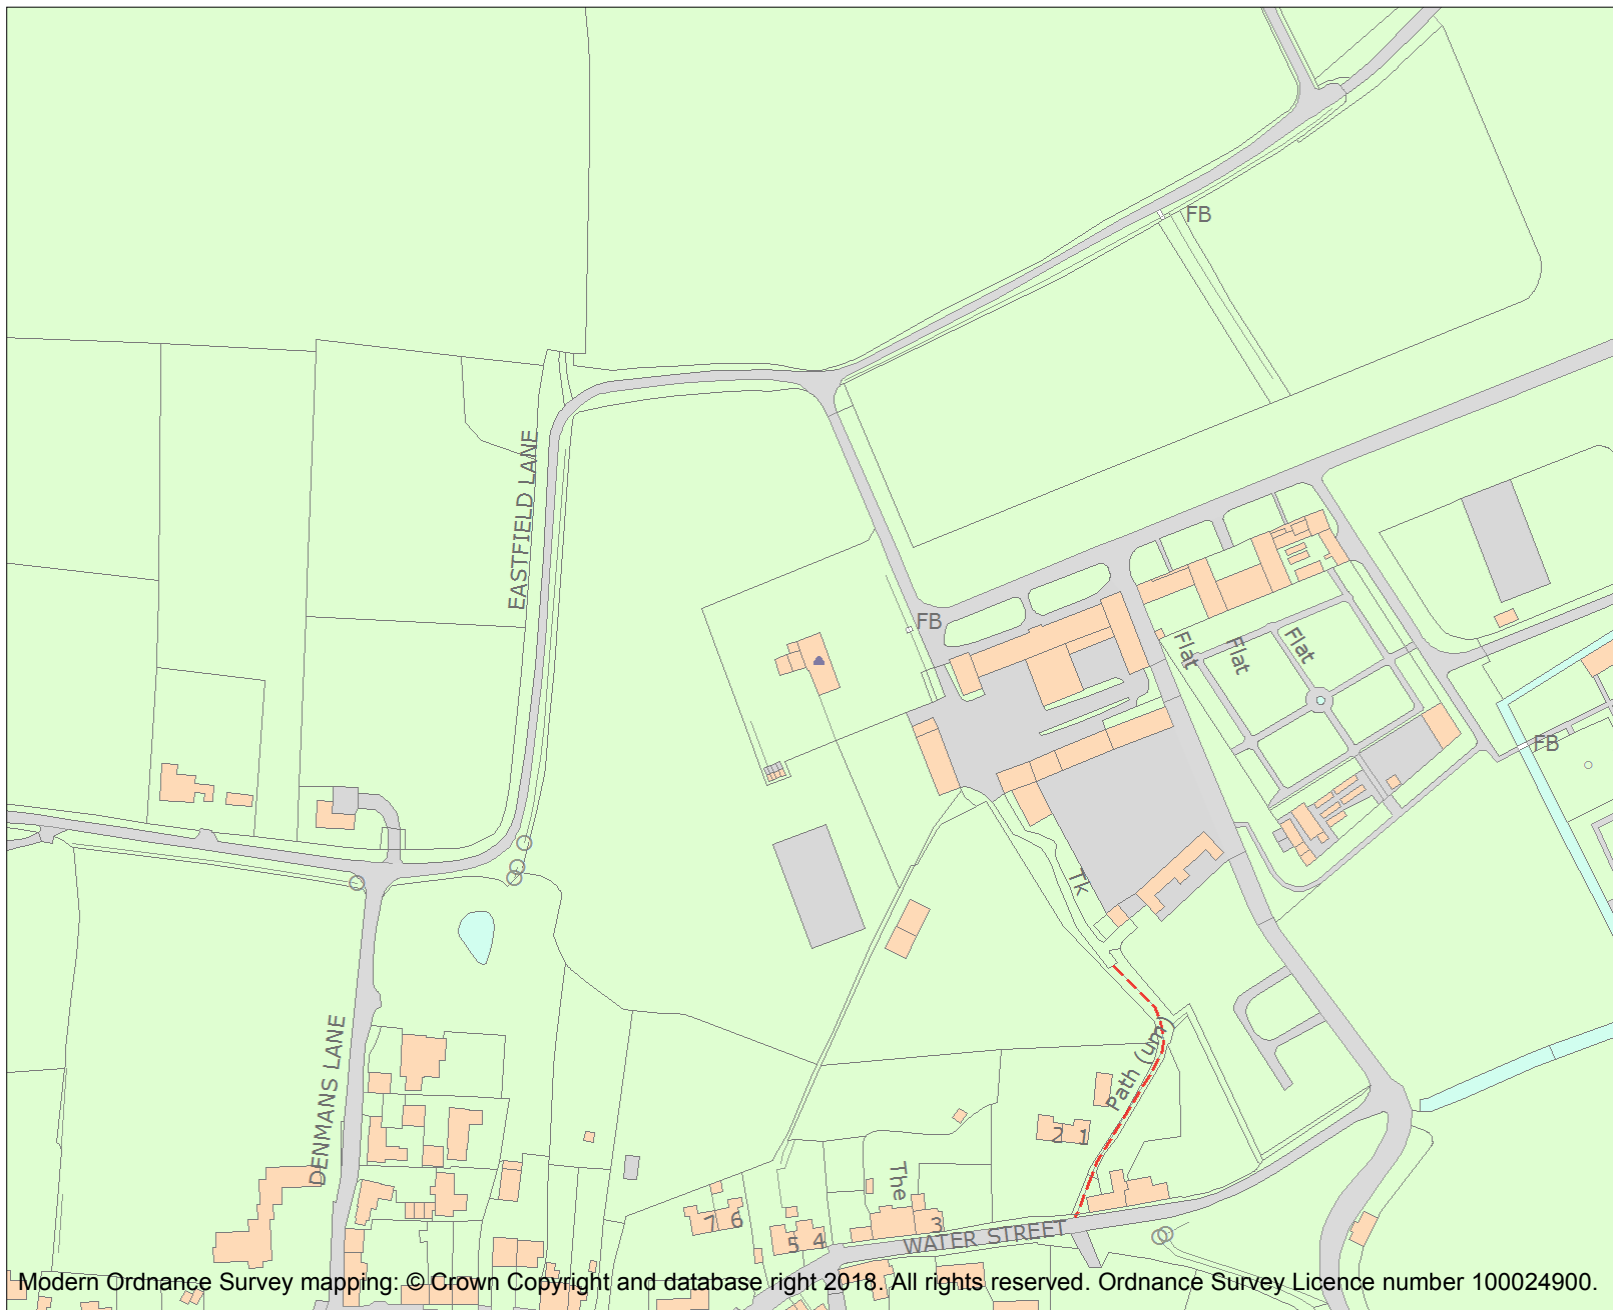 FB
EASTFIELD LANE
FB
Flat
Flat
Flat
FB
Tk
Path (um)
DENMANS LANE
2
1
The
7
6
5
4
3
WATER STREET
Modern Ordnance Survey mapping: © Crown Copyright and database right 2018. All rights reserved. Ordnance Survey Licence number 100024900.